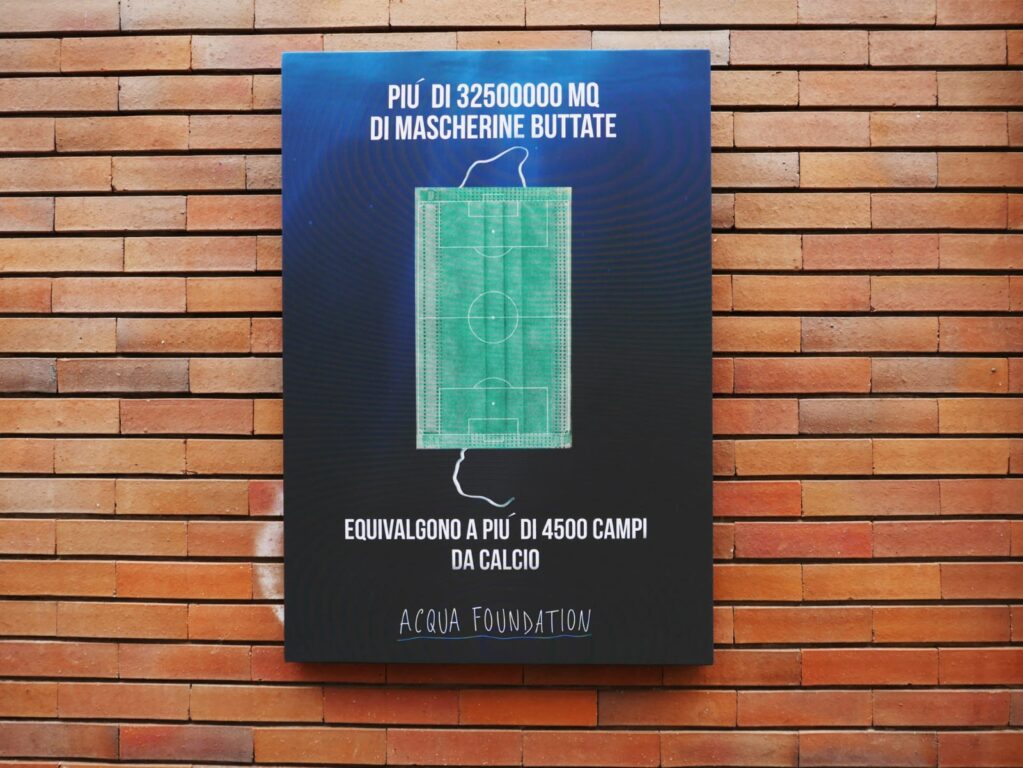 PIU´ DI 32500000 MQ
DI MASCHERINE BUTTATE
EQUIVALGONO A PIU´ DI 4500 CAMPI
DA CALCIO
ACQUA FOUNDATION